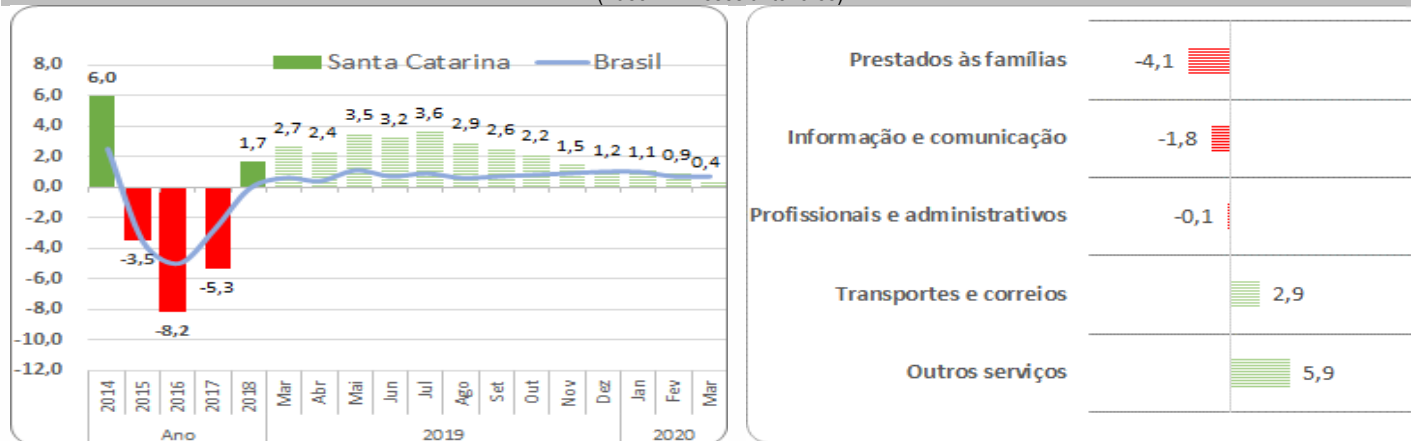 Santa Catarina
Brasil
8,0
6,0
4,0
2,0
0,0
-2,0
-4,0
-6,0
-8,0
-10,0
-12,0
6,0
-3,5
-8,2
-5,3
1,7
2,7
2,4
3,5
3,2
3,6
2,9
2,6
2,2
1,5
1,2
1,1
0,9
0,4
2014
2015
2016
2017
2018
Mar
Abr
Mai
Jun
Jul
Ago
Set
Out
Nov
Dez
Jan
Fev
Mar
Ano
2019
2020
Prestados às famílias
-4,1
Informação e comunicação
-1,8
Profissionais e administrativos
-0,1
Transportes e correios
2,9
Outros serviços
5,9